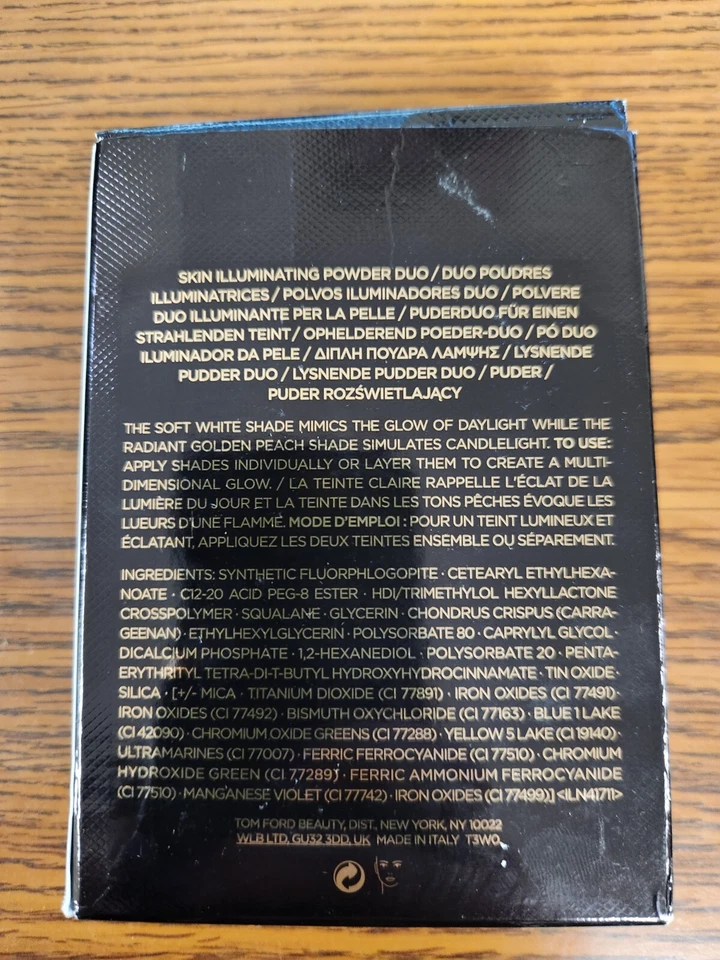 SKIN ILLUMINATING POWDER DUO / DUO POUDRES
ILLUMINATRICES / POLVOS ILUMINADORES DUO / POLVERE
DUO ILLUMINANTE PER LA PELLE / PUDERDUO FÜR EINEN
STRAHLENDEN TEINT / OPHELDEREND POEDER-DUO / PÓ DUO
ILUMINADOR DA PELE / ΔΙΠΛΗ ΠΟΥΔΡΑ ΛΑΜΨΗΣ / LYSNENDE
PUDDER DUO / LYSNENDE PUDDER DUO / PUDER /
PUDER ROZŚWIETLAJĄCY
THE SOFT WHITE SHADE MIMICS THE GLOW OF DAYLIGHT WHILE THE
RADIANT GOLDEN PEACH SHADE SIMULATES CANDLELIGHT. TO USE:
APPLY SHADES INDIVIDUALLY OR LAYER THEM TO CREATE A MULTI-
DIMENSIONAL GLOW. / LA TEINTE CLAIRE RAPPELLE L'ÉCLAT DE LA
LUMIÈRE DU JOUR ET LA TEINTE DANS LES TONS PÊCHES ÉVOQUE LES
LUEURS D'UNE FLAMME. MODE D'EMPLOI : POUR UN TEINT LUMINEUX ET
ÉCLATANT, APPLIQUEZ LES DEUX TEINTES ENSEMBLE OU SÉPAREMENT.
INGREDIENTS: SYNTHETIC FLUORPHLOGOPITE · CETEARYL ETHYLHEXA-
NOATE · C12-20 ACID PEG-8 ESTER · HDI/TRIMETHYLOL HEXYLLACTONE
CROSSPOLYMER · SQUALANE · GLYCERIN · CHONDRUS CRISPUS (CARRA-
GEENAN) · ETHYLHEXYLGLYCERIN · POLYSORBATE 80 · CAPRYLYL GLYCOL ·
DICALCIUM PHOSPHATE · 1,2-HEXANEDIOL · POLYSORBATE 20 · PENTA-
ERYTHRITYL TETRA-DI-T-BUTYL HYDROXYHYDROCINNAMATE · TIN OXIDE ·
SILICA · [+/- MICA · TITANIUM DIOXIDE (CI 77891) · IRON OXIDES (CI 77491) ·
IRON OXIDES (CI 77492) · BISMUTH OXYCHLORIDE (CI 77163) · BLUE 1 LAKE
(CI 42090) · CHROMIUM OXIDE GREENS (CI 77288) · YELLOW 5 LAKE (CI 19140) ·
ULTRAMARINES (CI 77007) · FERRIC FERROCYANIDE (CI 77510) · CHROMIUM
HYDROXIDE GREEN (CI 77289) · FERRIC AMMONIUM FERROCYANIDE
(CI 77510) · MANGANESE VIOLET (CI 77742) · IRON OXIDES (CI 77499)] <ILN41711>
TOM FORD BEAUTY, DIST., NEW YORK, NY 10022
WLB LTD, GU32 3DD, UK MADE IN ITALY T3W0